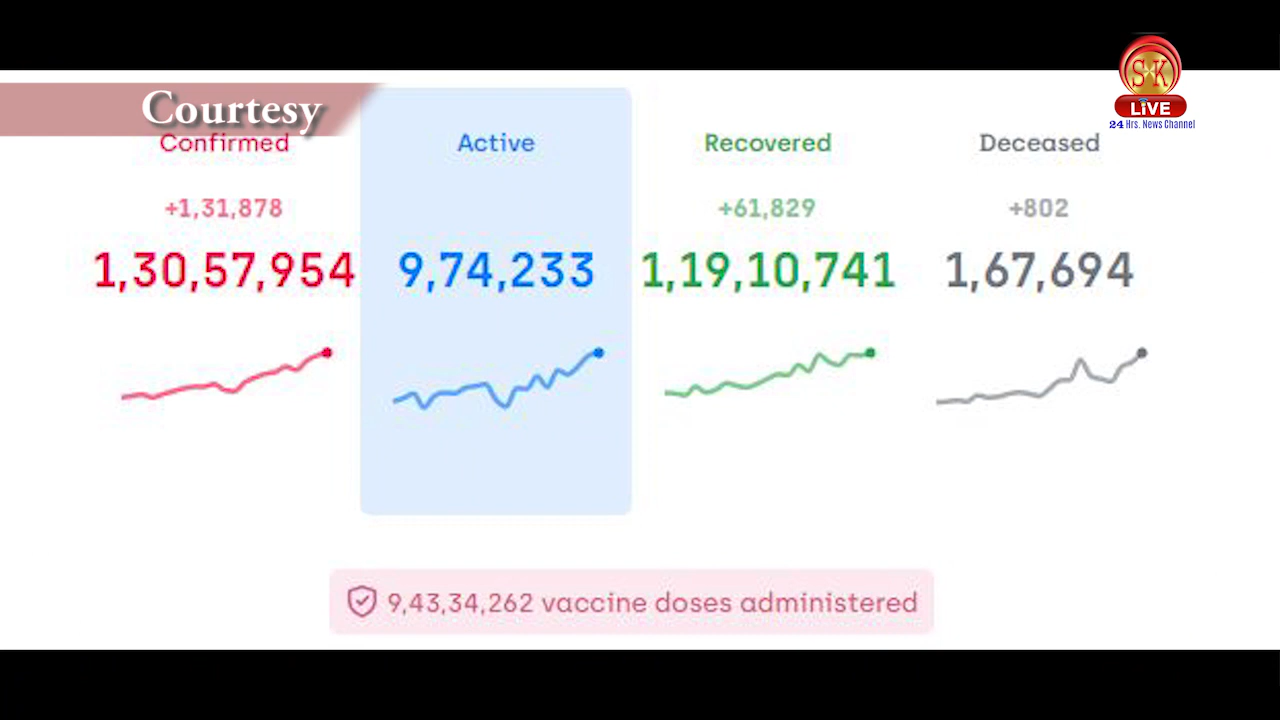 Courtesy
SK
LIVE
24 Hrs. News Channel
Confirmed
+1,31,878
1,30,57,954
Active
9,74,233
Recovered
+61,829
1,19,10,741
Deceased
+802
1,67,694
9,43,34,262 vaccine doses administered